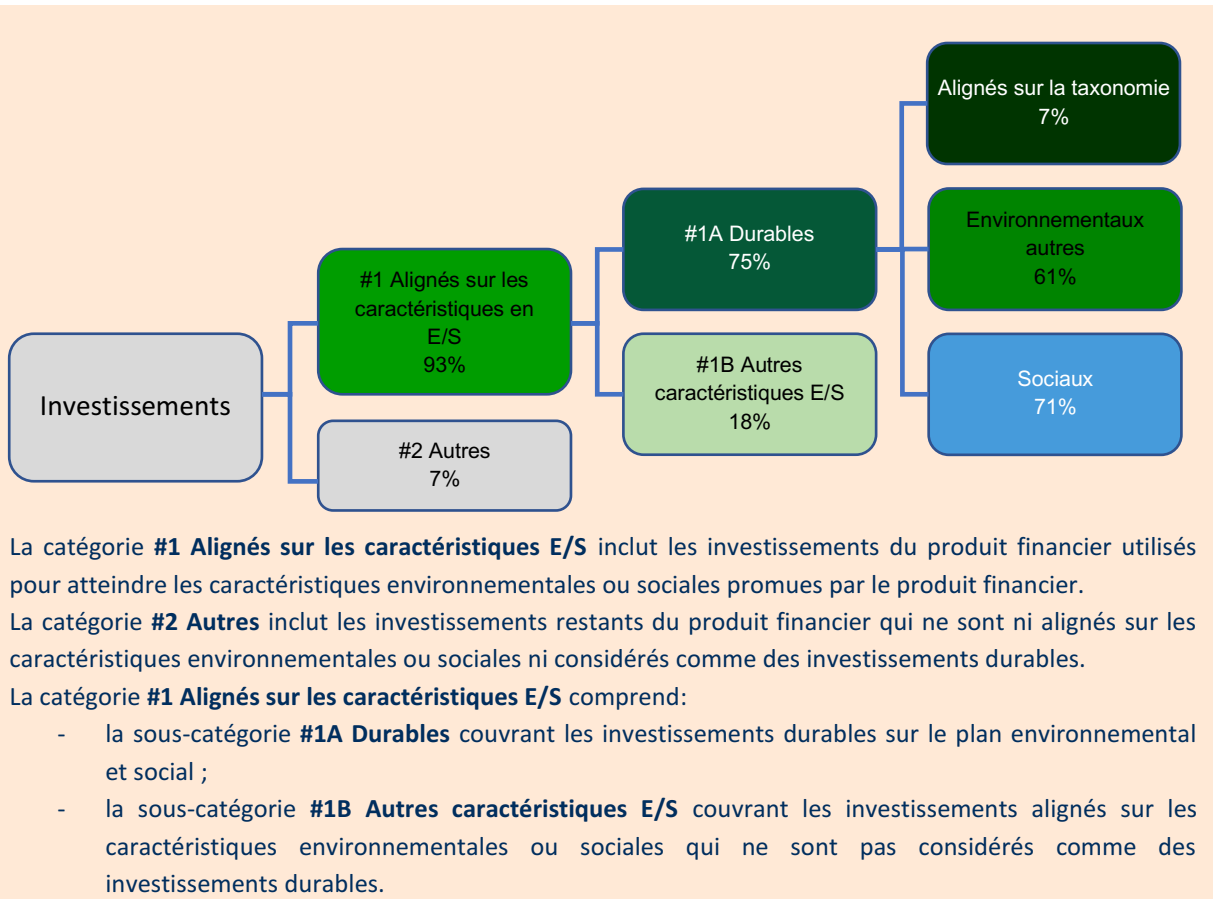 Alignés sur la taxonomie
7%
#1A Durables
75%
Environnementaux
autres
61%
#1 Alignés sur les
caractéristiques en
E/S
93%
Investissements
#1B Autres
caractéristiques E/S
18%
Sociaux
71%
#2 Autres
7%
La catégorie #1 Alignés sur les caractéristiques E/S inclut les investissements du produit financier utilisés
pour atteindre les caractéristiques environnementales ou sociales promues par le produit financier.
La catégorie #2 Autres inclut les investissements restants du produit financier qui ne sont ni alignés sur les
caractéristiques environnementales ou sociales ni considérés comme des investissements durables.
La catégorie #1 Alignés sur les caractéristiques E/S comprend:
- la sous-catégorie #1A Durables couvrant les investissements durables sur le plan environnemental
et social ;
- la sous-catégorie #1B Autres caractéristiques E/S couvrant les investissements alignés sur les
caractéristiques environnementales ou sociales qui ne sont pas considérés comme des
investissements durables.